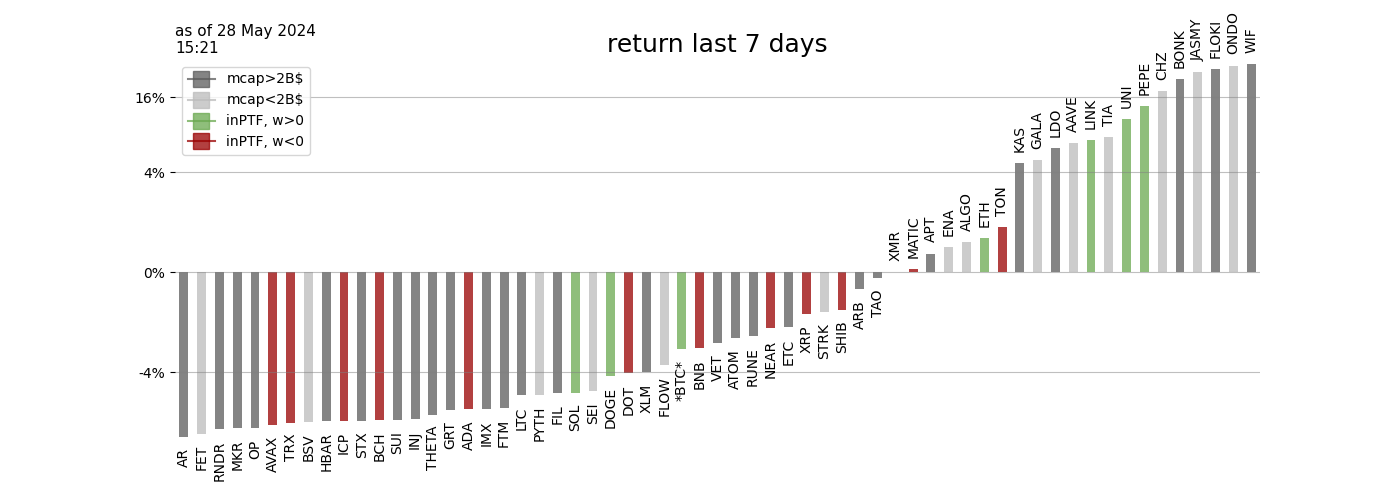 as of 28 May 2024
15:21
return last 7 days
mcap>2B$
mcap<2B$
inPTF, w>0
inPTF, w<0
16%
4%
0%
-4%
AR
FET
RNDR
MKR
OP
AVAX
TRX
BSV
HBAR
ICP
STX
BCH
SUI
INJ
THETA
GRT
ADA
IMX
FTM
LTC
PYTH
FIL
SOL
SEI
DOGE
DOT
XLM
FLOW
*BTC*
BNB
VET
ATOM
RUNE
NEAR
ETC
XRP
STRK
SHIB
ARB
TAO
XMR
MATIC
APT
ENA
ALGO
ETH
TON
KAS
GALA
LDO
AAVE
LINK
TIA
UNI
PEPE
CHZ
BONK
JASMY
FLOKI
ONDO
WIF